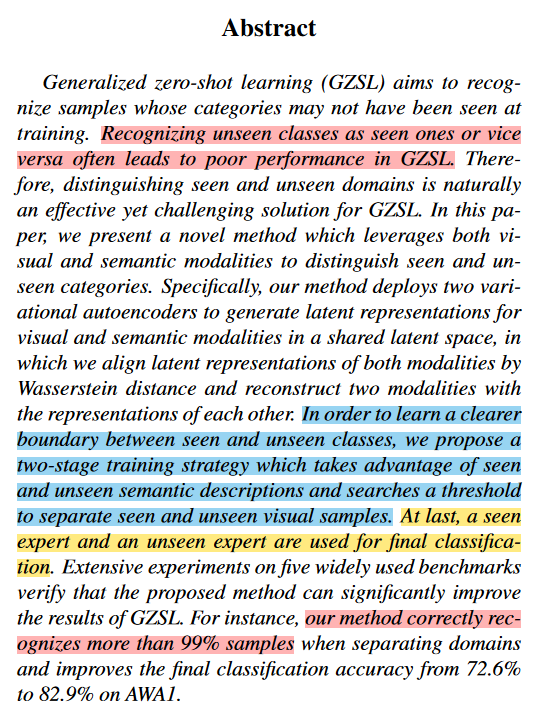 Abstract
Generalized zero-shot learning (GZSL) aims to recog-
nize samples whose categories may not have been seen at
training. Recognizing unseen classes as seen ones or vice
versa often leads to poor performance in GZSL. There-
fore, distinguishing seen and unseen domains is naturally
an effective yet challenging solution for GZSL. In this pa-
per, we present a novel method which leverages both vi-
sual and semantic modalities to distinguish seen and un-
seen categories. Specifically, our method deploys two vari-
ational autoencoders to generate latent representations for
visual and semantic modalities in a shared latent space, in
which we align latent representations of both modalities by
Wasserstein distance and reconstruct two modalities with
the representations of each other. In order to learn a clearer
boundary between seen and unseen classes, we propose a
two-stage training strategy which takes advantage of seen
and unseen semantic descriptions and searches a threshold
to separate seen and unseen visual samples. At last, a seen
expert and an unseen expert are used for final classifica-
tion. Extensive experiments on five widely used benchmarks
verify that the proposed method can significantly improve
the results of GZSL. For instance, our method correctly rec-
ognizes more than 99% samples when separating domains
and improves the final classification accuracy from 72.6%
to 82.9% on AWA1.